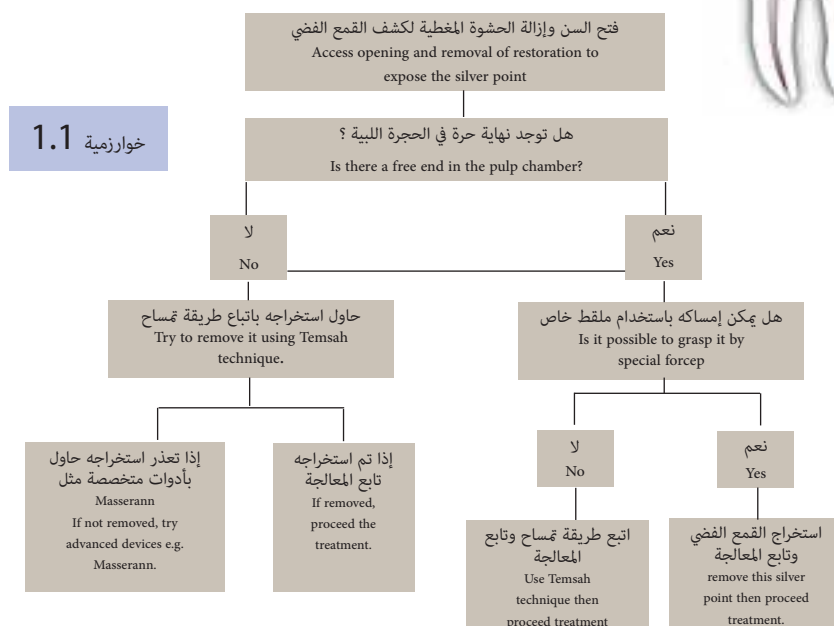 فتح السن وإزالة الحشوة المغطية لكشف القمع الفضي
Access opening and removal of restoration to
expose the silver point
خوارزمية 1.1
هل توجد نهاية حرة في الحجرة اللبية ؟
Is there a free end in the pulp chamber?
لا
No
نعم
Yes
حاول استخراجه باتباع طريقة تمساح
Try to remove it using Temsah
technique.
هل يمكن إمساكه باستخدام ملقط خاص
Is it possible to grasp it by
special forcep
إذا تعذر استخراجه حاول
بأدوات متخصصة مثل
Masserann
If not removed, try
advanced devices e.g.
Masserann.
إذا تم استخراجه
تابع المعالجة
If removed,
proceed the
treatment.
لا
No
نعم
Yes
اتبع طريقة تمساح وتابع
المعالجة
Use Temsah
technique then
proceed treatment
استخراج القمع الفضي
وتابع المعالجة
remove this silver
point then proceed
treatment.